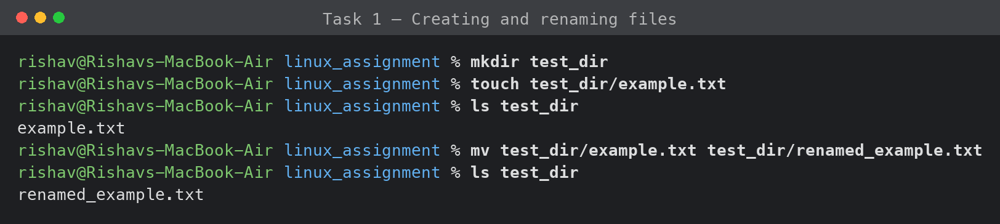 Task 1 — Creating and renaming files
rishav@Rishavs-MacBook-Air linux_assignment % mkdir test_dir
rishav@Rishavs-MacBook-Air linux_assignment % touch test_dir/example.txt
rishav@Rishavs-MacBook-Air linux_assignment % ls test_dir
example.txt
rishav@Rishavs-MacBook-Air linux_assignment % mv test_dir/example.txt test_dir/renamed_example.txt
rishav@Rishavs-MacBook-Air linux_assignment % ls test_dir
renamed_example.txt